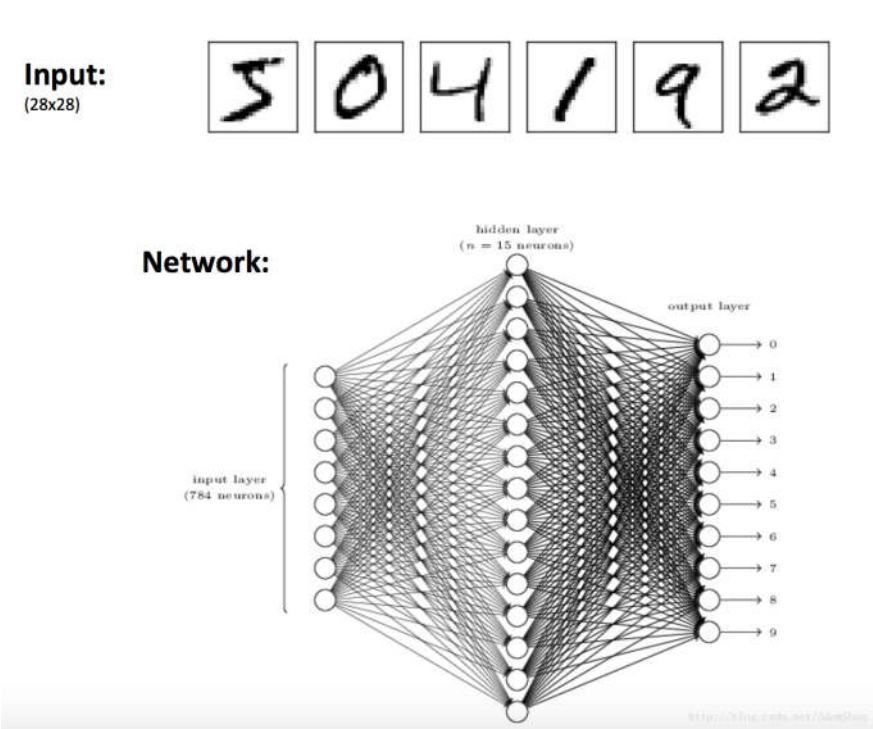 Input:
(28x28)
5 0 4 1 9 2
Network:
hidden layer
(n = 15 neurons)
output layer
input layer
(784 neurons)
0
1
2
3
4
5
6
7
8
9